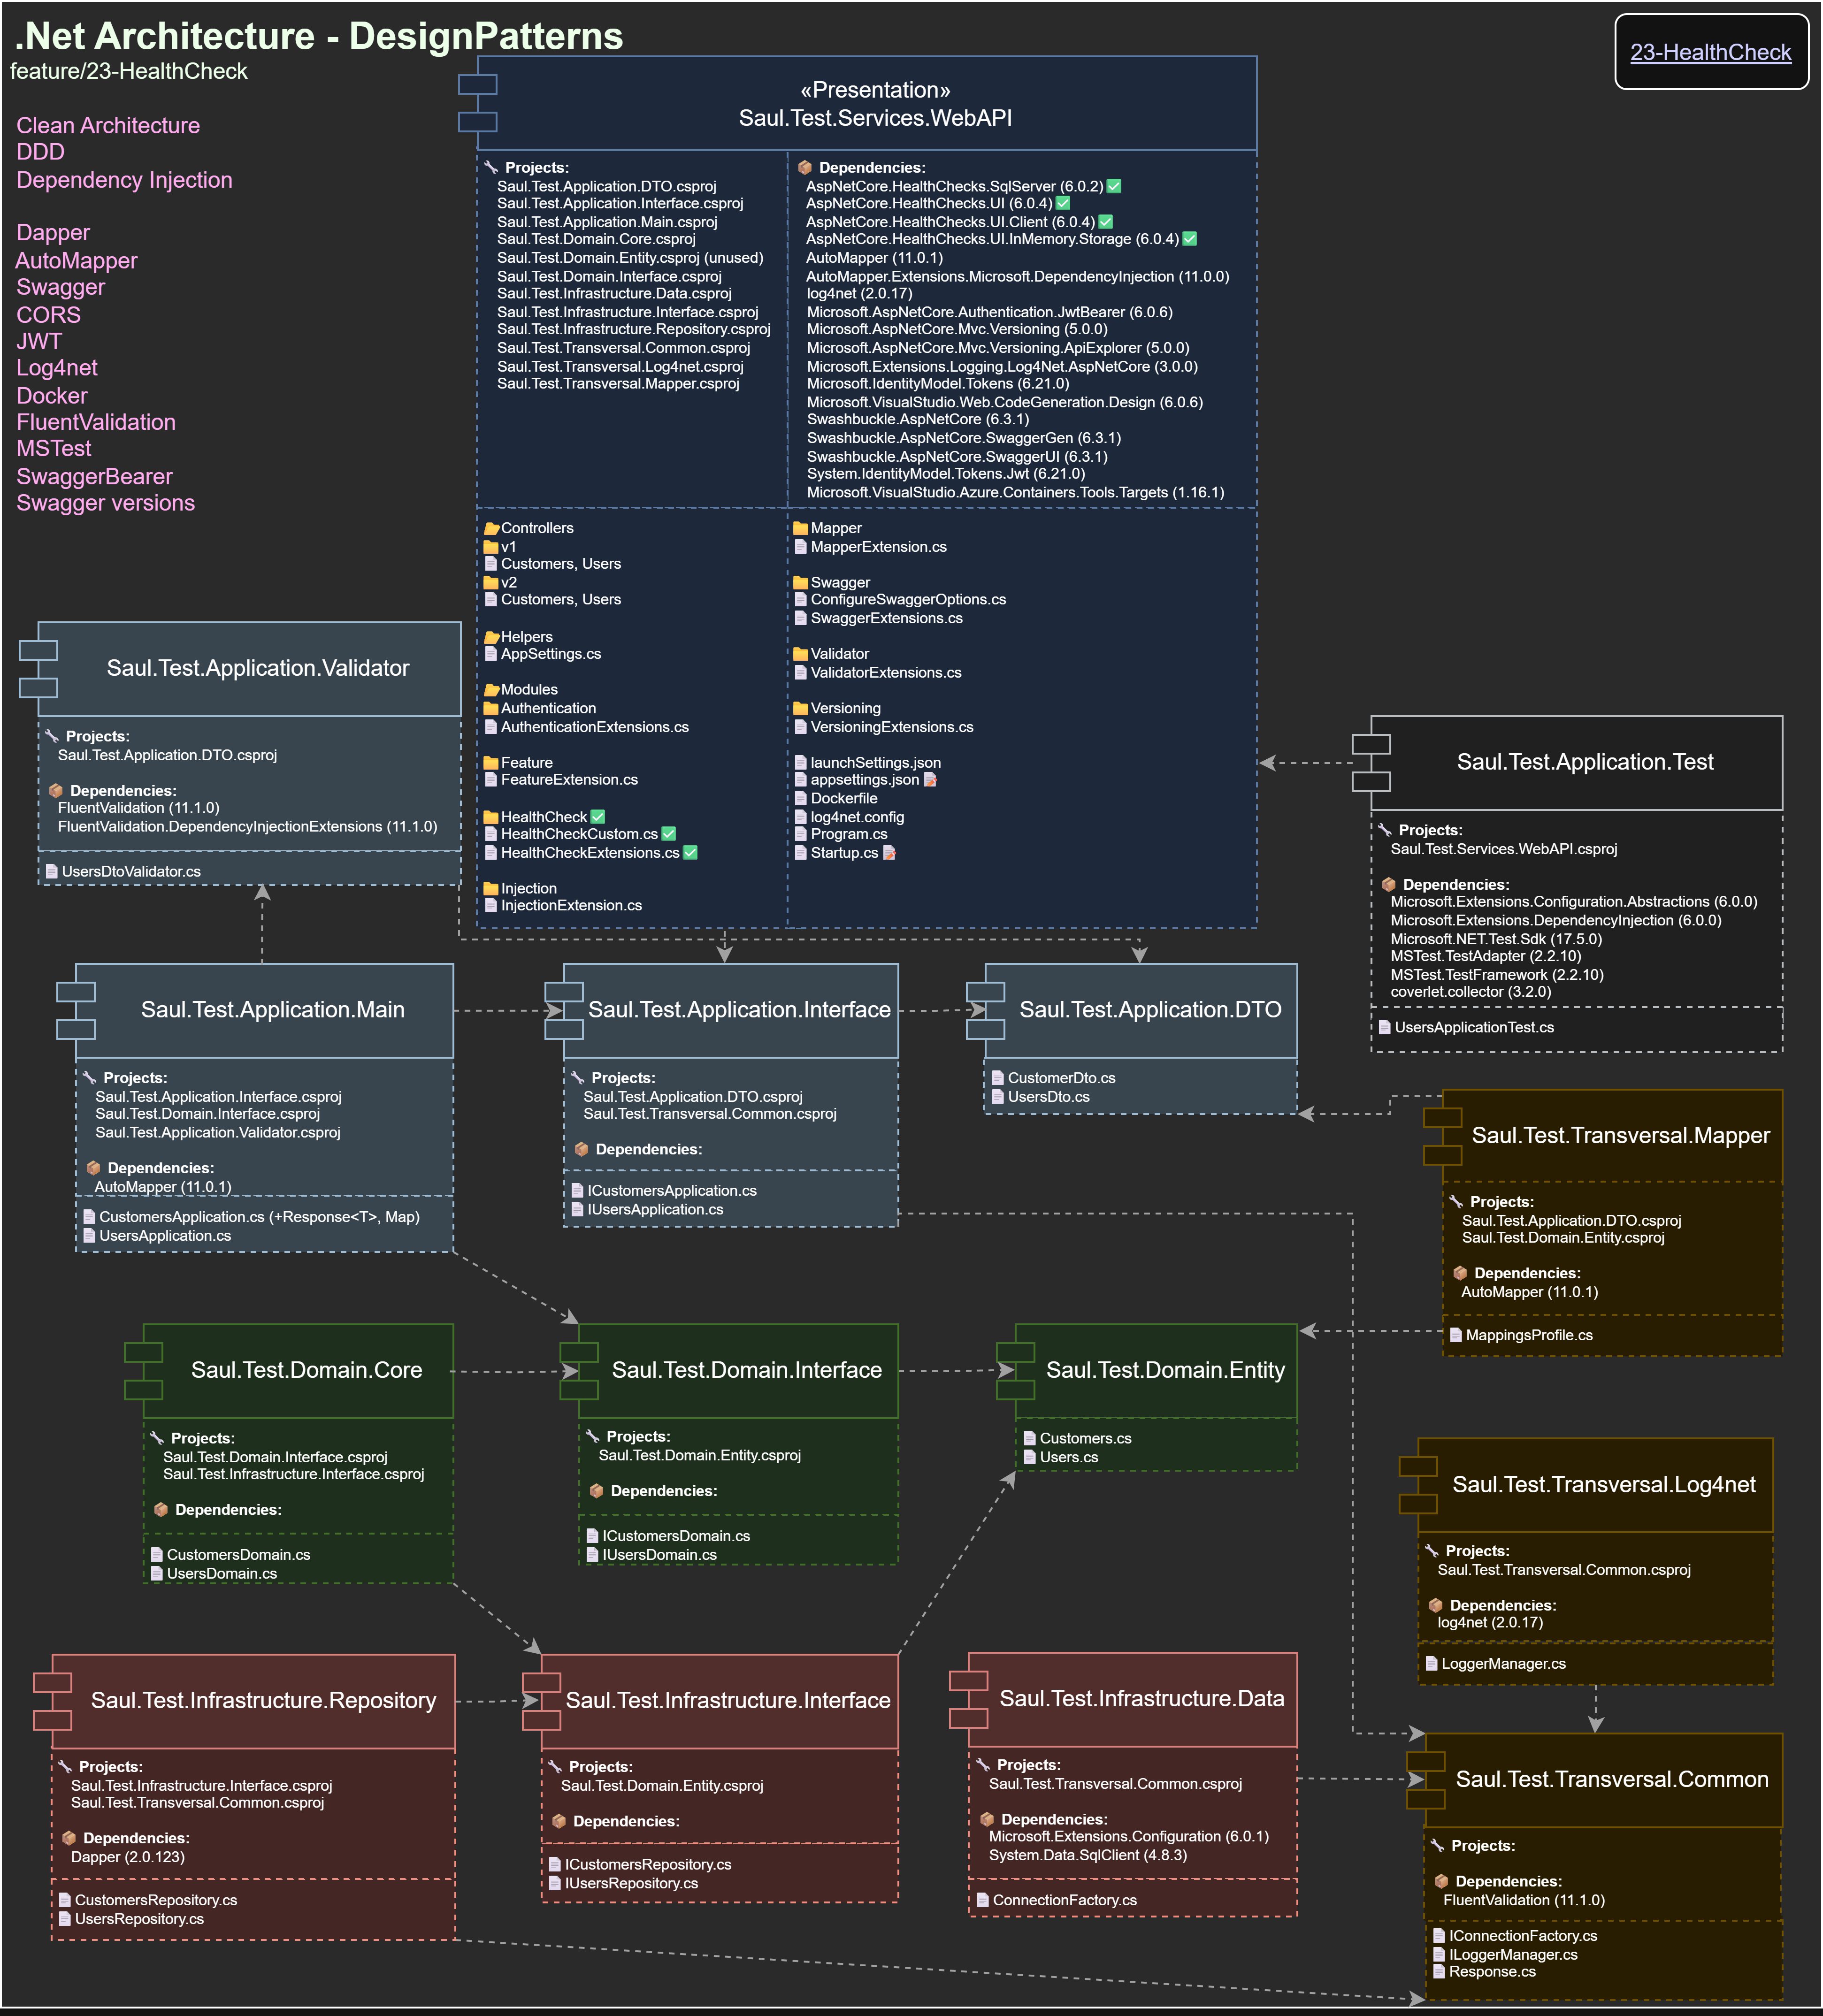 .Net Architecture - DesignPatterns
feature/23-HealthCheck
23-HealthCheck
Clean Architecture
DDD
Dependency Injection
Dapper
AutoMapper
Swagger
CORS
JWT
Log4net
Docker
FluentValidation
MSTest
SwaggerBearer
Swagger versions
«Presentation»
Saul.Test.Services.WebAPI
Projects:
Saul.Test.Application.DTO.csproj
Saul.Test.Application.Interface.csproj
Saul.Test.Application.Main.csproj
Saul.Test.Domain.Core.csproj
Saul.Test.Domain.Entity.csproj (unused)
Saul.Test.Domain.Interface.csproj
Saul.Test.Infrastructure.Data.csproj
Saul.Test.Infrastructure.Interface.csproj
Saul.Test.Infrastructure.Repository.csproj
Saul.Test.Transversal.Common.csproj
Saul.Test.Transversal.Log4net.csproj
Saul.Test.Transversal.Mapper.csproj
Dependencies:
AspNetCore.HealthChecks.SqlServer (6.0.2)
AspNetCore.HealthChecks.UI (6.0.4)
AspNetCore.HealthChecks.UI.Client (6.0.4)
AspNetCore.HealthChecks.UI.InMemory.Storage (6.0.4)
AutoMapper (11.0.1)
AutoMapper.Extensions.Microsoft.DependencyInjection (11.0.0)
log4net (2.0.17)
Microsoft.AspNetCore.Authentication.JwtBearer (6.0.6)
Microsoft.AspNetCore.Mvc.Versioning (5.0.0)
Microsoft.AspNetCore.Mvc.Versioning.ApiExplorer (5.0.0)
Microsoft.Extensions.Logging.Log4Net.AspNetCore (3.0.0)
Microsoft.IdentityModel.Tokens (6.21.0)
Microsoft.VisualStudio.Web.CodeGeneration.Design (6.0.6)
Swashbuckle.AspNetCore (6.3.1)
Swashbuckle.AspNetCore.SwaggerGen (6.3.1)
Swashbuckle.AspNetCore.SwaggerUI (6.3.1)
System.IdentityModel.Tokens.Jwt (6.21.0)
Microsoft.VisualStudio.Azure.Containers.Tools.Targets (1.16.1)
Controllers
v1
Customers, Users
v2
Customers, Users
Helpers
AppSettings.cs
Modules
Authentication
AuthenticationExtensions.cs
Feature
FeatureExtension.cs
HealthCheck
HealthCheckCustom.cs
HealthCheckExtensions.cs
Injection
InjectionExtension.cs
Mapper
MapperExtension.cs
Swagger
ConfigureSwaggerOptions.cs
SwaggerExtensions.cs
Validator
ValidatorExtensions.cs
Versioning
VersioningExtensions.cs
launchSettings.json
appsettings.json
Dockerfile
log4net.config
Program.cs
Startup.cs
Saul.Test.Application.Validator
Projects:
Saul.Test.Application.DTO.csproj
Dependencies:
FluentValidation (11.1.0)
FluentValidation.DependencyInjectionExtensions (11.1.0)
UsersDtoValidator.cs
Saul.Test.Application.Test
Projects:
Saul.Test.Services.WebAPI.csproj
Dependencies:
Microsoft.Extensions.Configuration.Abstractions (6.0.0)
Microsoft.Extensions.DependencyInjection (6.0.0)
Microsoft.NET.Test.Sdk (17.5.0)
MSTest.TestAdapter (2.2.10)
MSTest.TestFramework (2.2.10)
coverlet.collector (3.2.0)
UsersApplicationTest.cs
Saul.Test.Application.Main
Projects:
Saul.Test.Application.Interface.csproj
Saul.Test.Domain.Interface.csproj
Saul.Test.Application.Validator.csproj
Dependencies:
AutoMapper (11.0.1)
CustomersApplication.cs (+Response<T>, Map)
UsersApplication.cs
Saul.Test.Application.Interface
Projects:
Saul.Test.Application.DTO.csproj
Saul.Test.Transversal.Common.csproj
Dependencies:
ICustomersApplication.cs
IUsersApplication.cs
Saul.Test.Application.DTO
CustomerDto.cs
UsersDto.cs
Saul.Test.Transversal.Mapper
Projects:
Saul.Test.Application.DTO.csproj
Saul.Test.Domain.Entity.csproj
Dependencies:
AutoMapper (11.0.1)
MappingsProfile.cs
Saul.Test.Domain.Core
Projects:
Saul.Test.Domain.Interface.csproj
Saul.Test.Infrastructure.Interface.csproj
Dependencies:
CustomersDomain.cs
UsersDomain.cs
Saul.Test.Domain.Interface
Projects:
Saul.Test.Domain.Entity.csproj
Dependencies:
ICustomersDomain.cs
IUsersDomain.cs
Saul.Test.Domain.Entity
Customers.cs
Users.cs
Saul.Test.Transversal.Log4net
Projects:
Saul.Test.Transversal.Common.csproj
Dependencies:
log4net (2.0.17)
LoggerManager.cs
Saul.Test.Infrastructure.Repository
Projects:
Saul.Test.Infrastructure.Interface.csproj
Saul.Test.Transversal.Common.csproj
Dependencies:
Dapper (2.0.123)
CustomersRepository.cs
UsersRepository.cs
Saul.Test.Infrastructure.Interface
Projects:
Saul.Test.Domain.Entity.csproj
Dependencies:
ICustomersRepository.cs
IUsersRepository.cs
Saul.Test.Infrastructure.Data
Projects:
Saul.Test.Transversal.Common.csproj
Dependencies:
Microsoft.Extensions.Configuration (6.0.1)
System.Data.SqlClient (4.8.3)
ConnectionFactory.cs
Saul.Test.Transversal.Common
Projects:
Dependencies:
FluentValidation (11.1.0)
IConnectionFactory.cs
ILoggerManager.cs
Response.cs